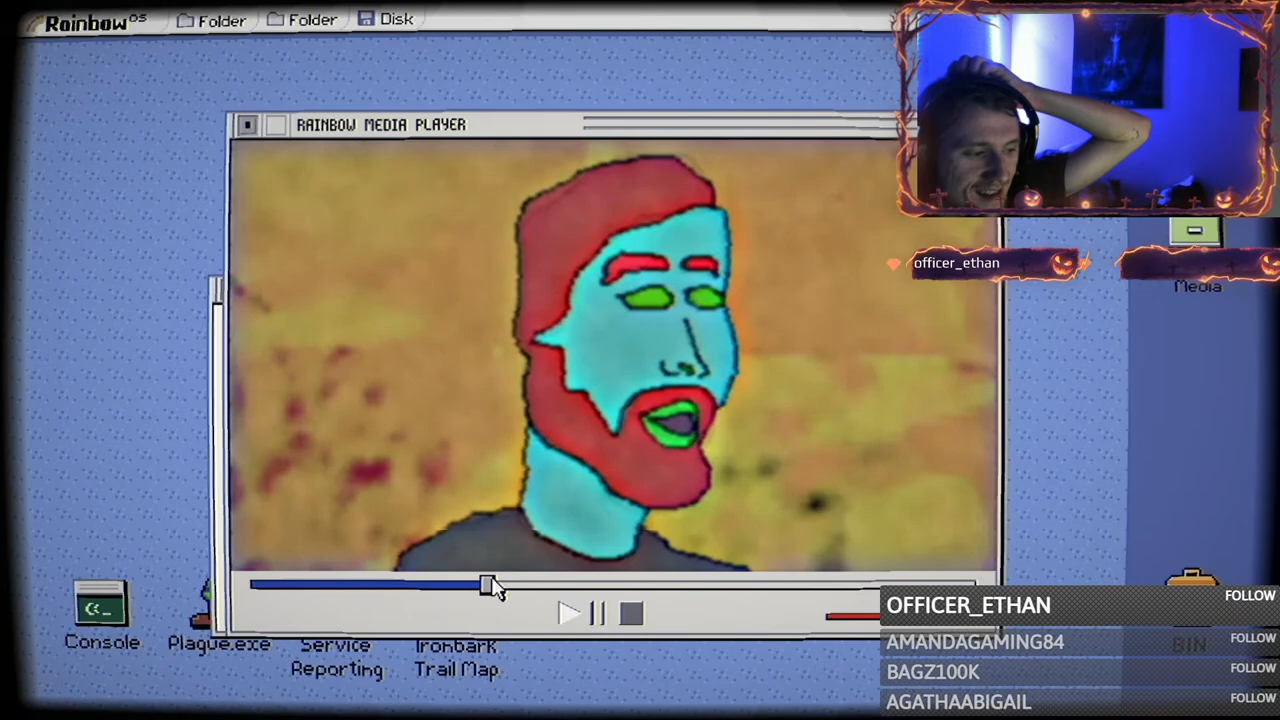 Rainbow OS
Folder
Folder
Disk
RAINBOW MEDIA PLAYER
officer_ethan
Media
Console
Plague.exe
Service
Reporting
Ironbark
Trail Map
BIN
OFFICER_ETHAN FOLLOW
AMANDAGAMING84 FOLLOW
BAGZ100K FOLLOW
AGATHAABIGAIL FOLLOW